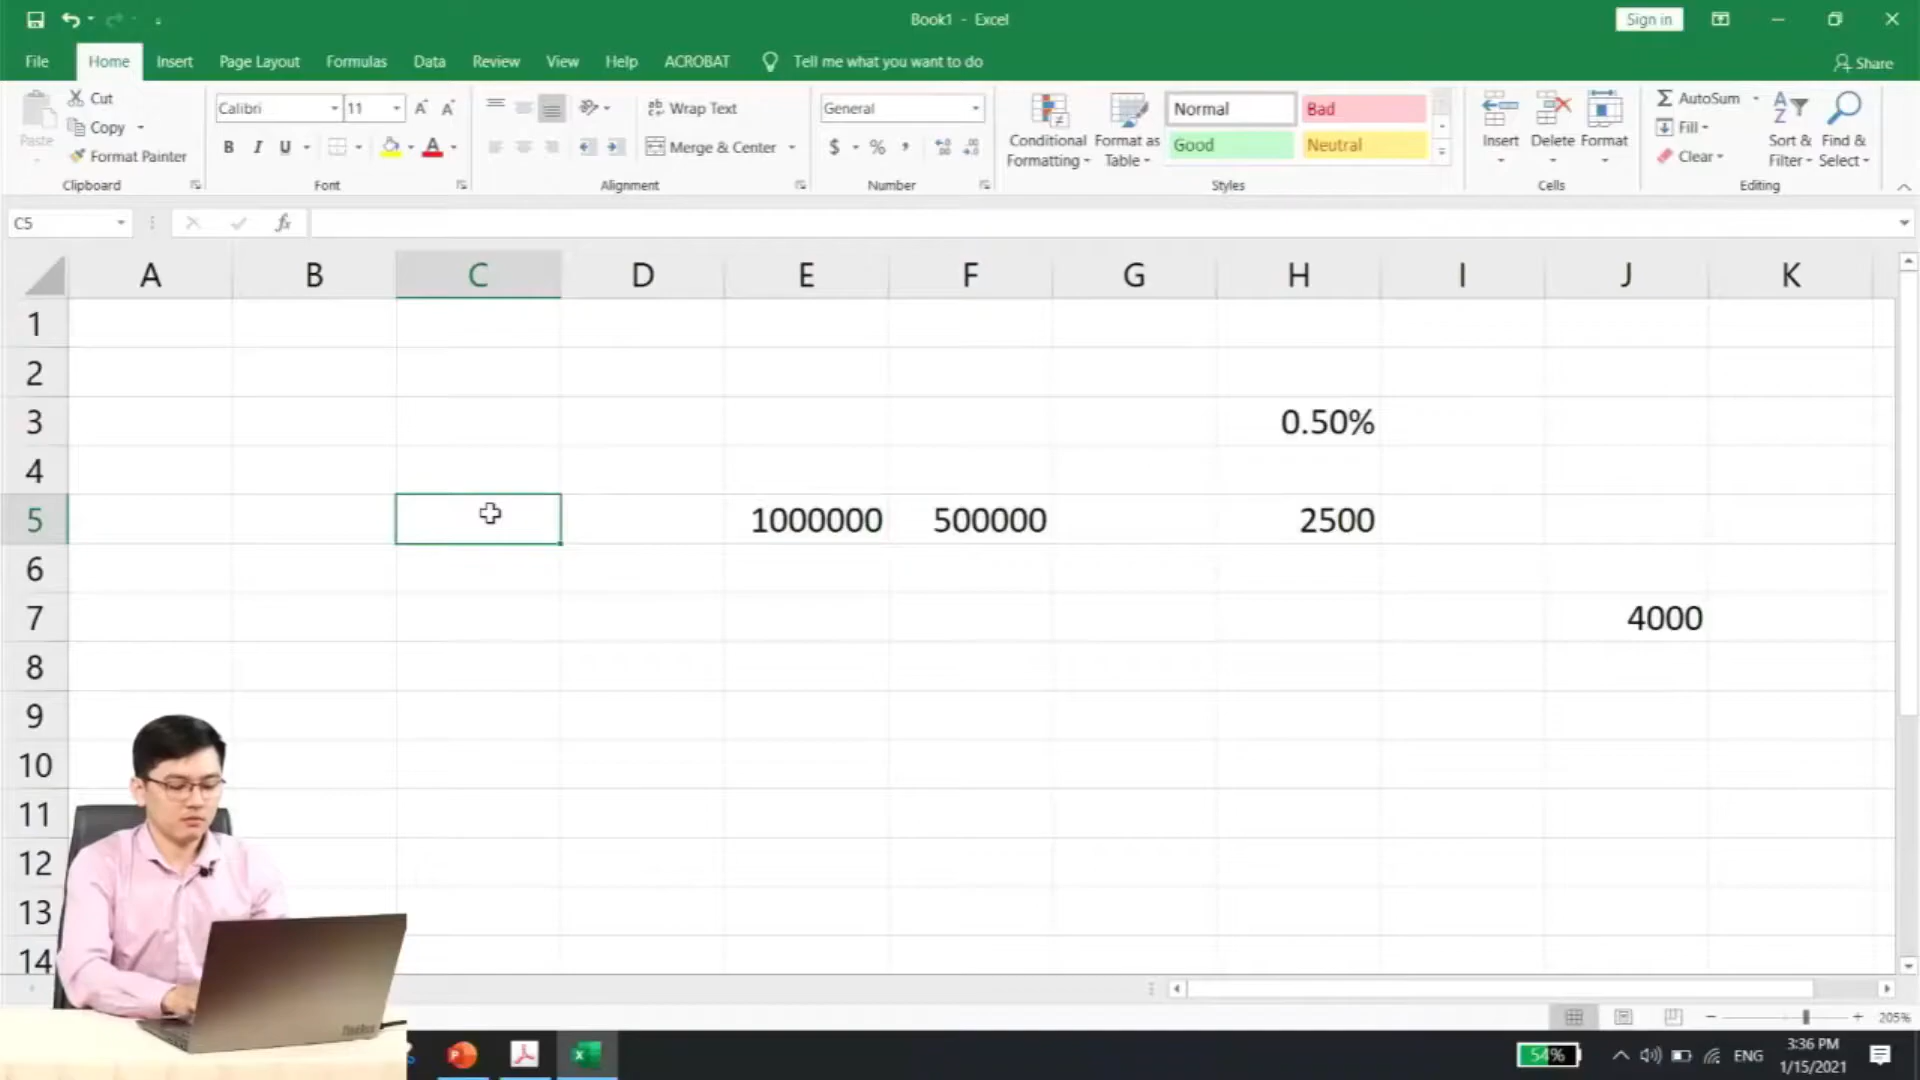 Book1 - Excel
Sign in
File Home Insert Page Layout Formulas Data Review View Help ACROBAT Tell me what you want to do
Share
Paste
Cut
Copy
Format Painter
Clipboard
Calibri 11
B I U
Font
Wrap Text
Merge & Center
Alignment
General
$ % ,
Number
Conditional Formatting
Format as Table
Normal Bad
Good Neutral
Styles
Insert Delete Format
Cells
AutoSum
Fill
Clear
Sort & Filter
Find & Select
Editing
C5 fx
A B C D E F G H I J K
1
2
3 0.50%
4
5 1000000 500000 2500
6
7 4000
8
9
10
11
12
13
14
205%
54% ENG 3:36 PM
1/15/2021